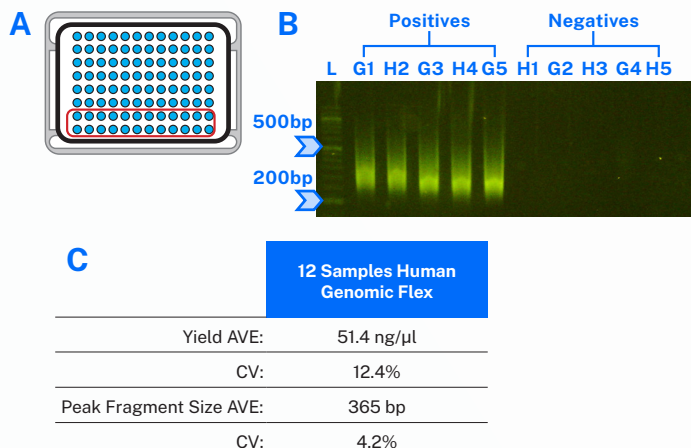 A
B
Positives
Negatives
L G1 H2 G3 H4 G5 H1 G2 H3 G4 H5
500bp
200bp
C
12 Samples Human
Genomic Flex
Yield AVE: 51.4 ng/µl
CV: 12.4%
Peak Fragment Size AVE: 365 bp
CV: 4.2%